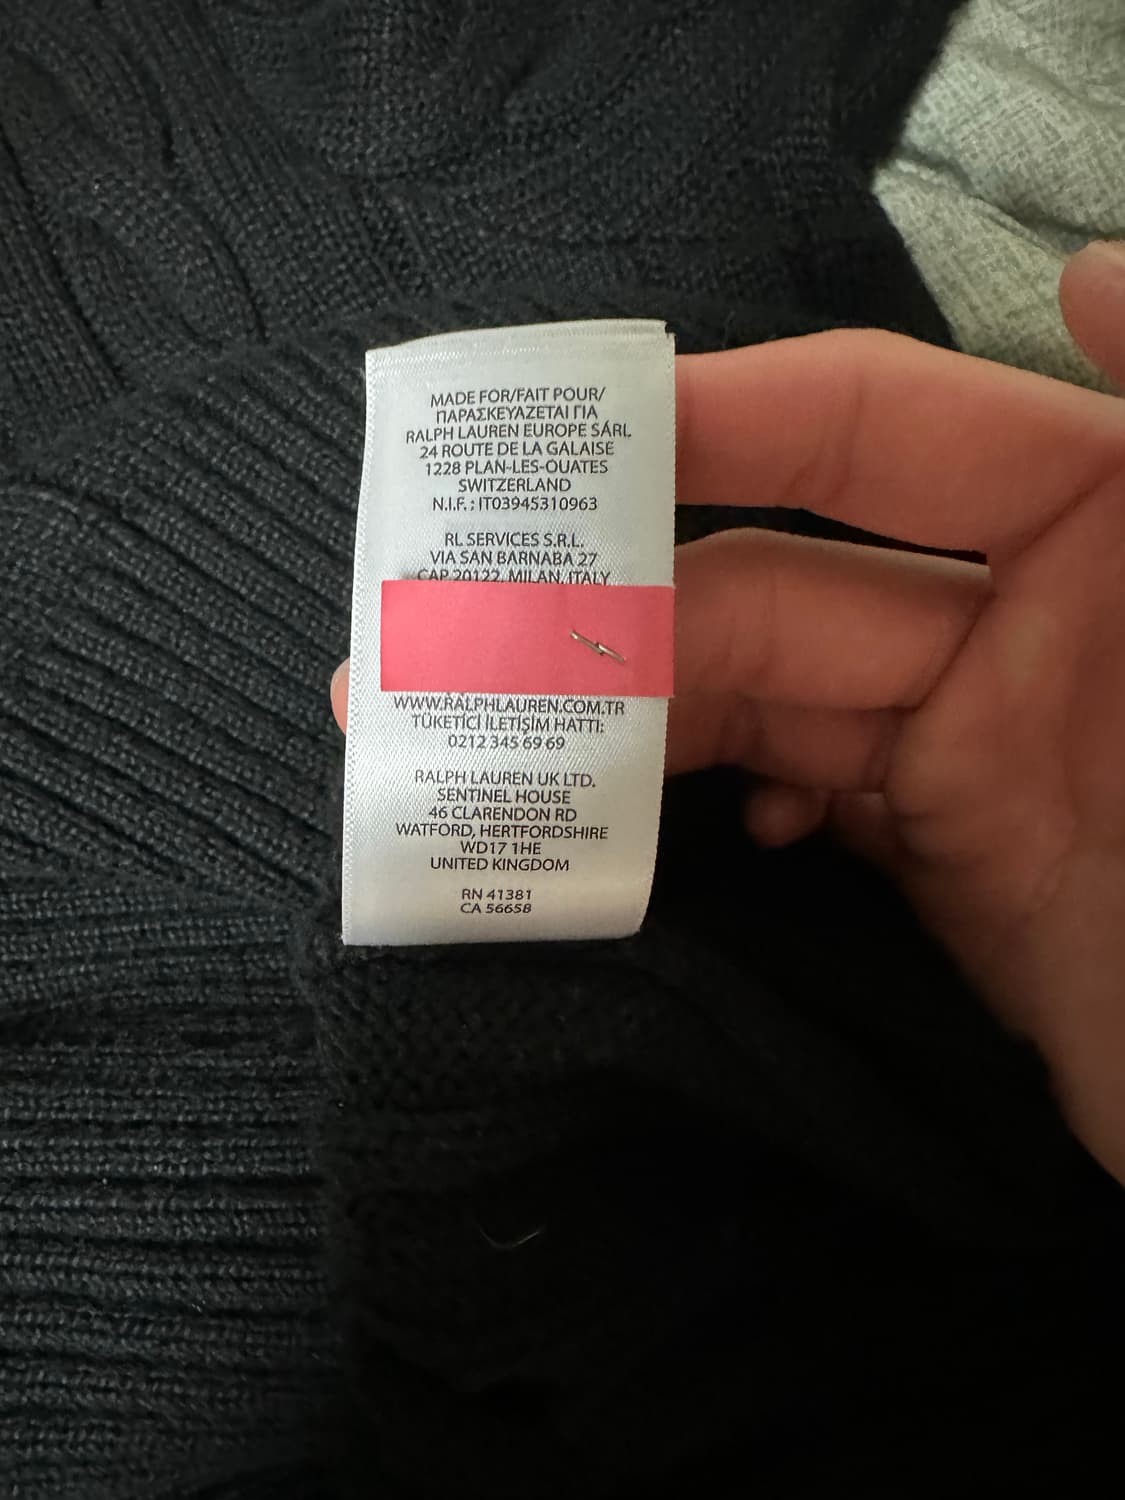 MADE FOR/FAIT POUR/
ΠΑΡΑΣΚΕΥΑΖΕΤΑΙ ΓΙΑ
RALPH LAUREN EUROPE SÁRL
24 ROUTE DE LA GALAISE
1228 PLAN-LES-OUATES
SWITZERLAND
N.I.F. : IT03945310963
RL SERVICES S.R.L.
VIA SAN BARNABA 27
CAP 20122, MILAN, ITALY
WWW.RALPHLAUREN.COM.TR
TÜKETİCİ İLETİŞİM HATTI:
0212 345 69 69
RALPH LAUREN UK LTD.
SENTINEL HOUSE
46 CLARENDON RD
WATFORD, HERTFORDSHIRE
WD17 1HE
UNITED KINGDOM
RN 41381
CA 56658